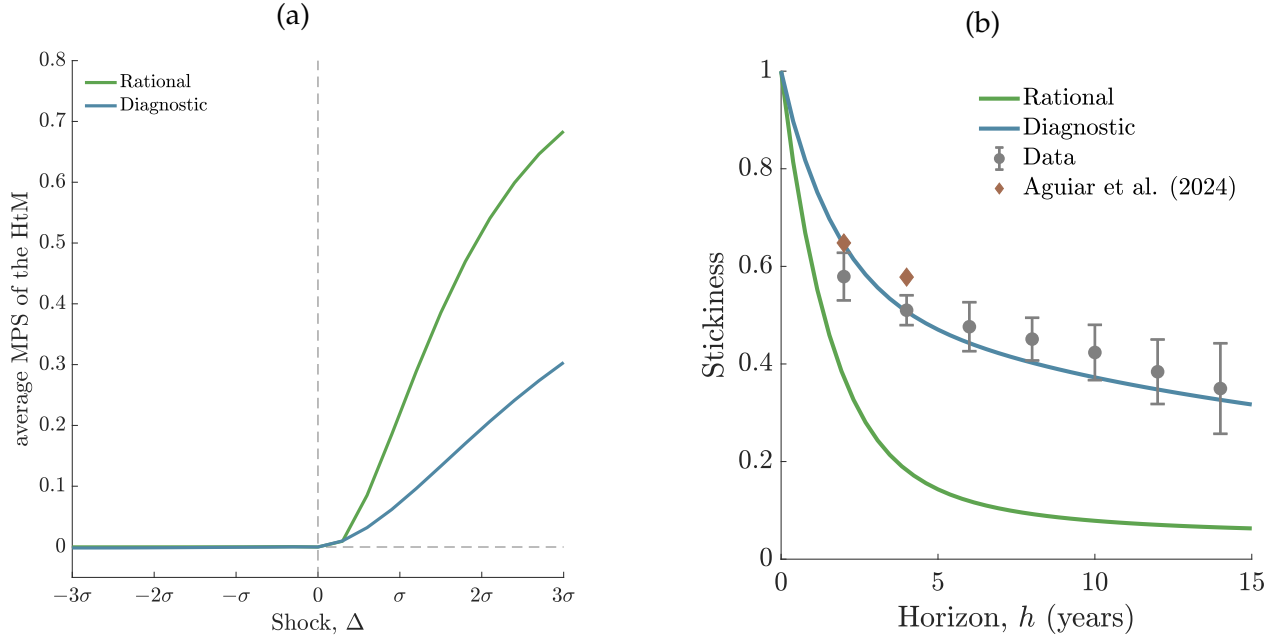 (a)
average MPS of the HtM
0.8
0.7
0.6
0.5
0.4
0.3
0.2
0.1
0
Rational
Diagnostic
−3σ −2σ −σ 0 σ 2σ 3σ
Shock, Δ
(b)
Stickiness
1
0.8
0.6
0.4
0.2
0
Rational
Diagnostic
Data
Aguiar et al. (2024)
0 5 10 15
Horizon, h (years)